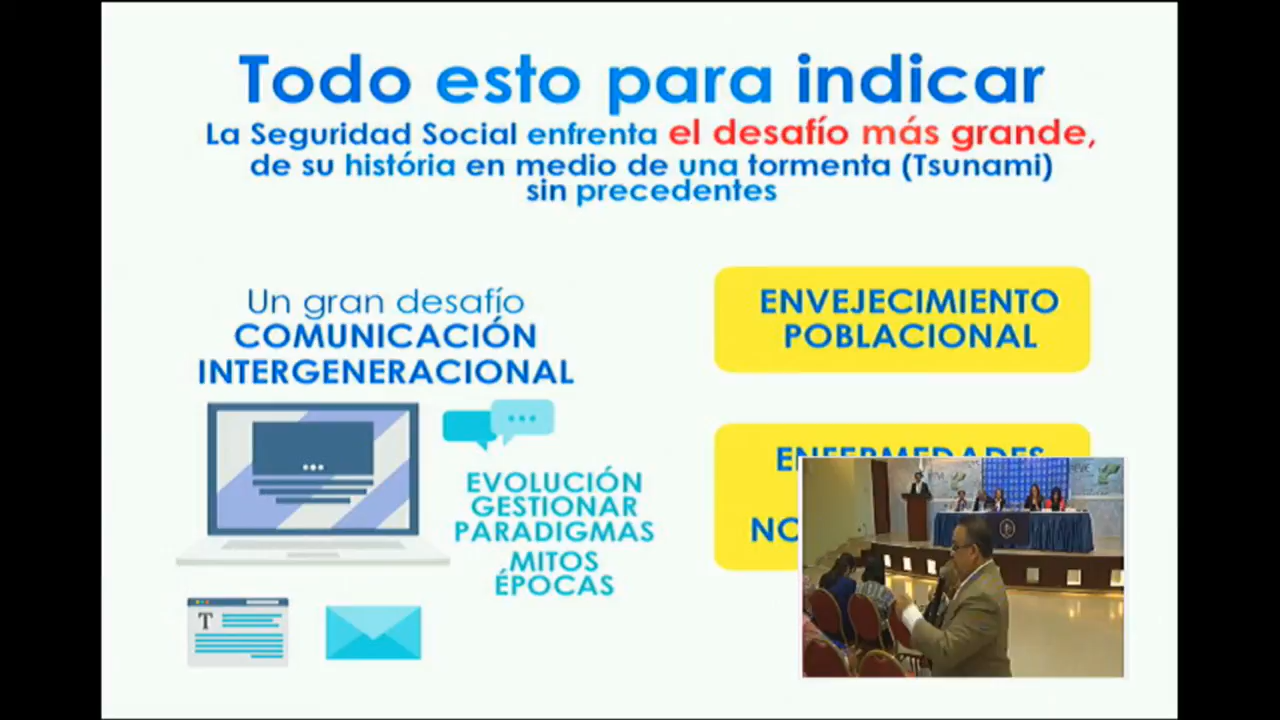 Todo esto para indicar
La Seguridad Social enfrenta el desafío más grande,
de su história en medio de una tormenta (Tsunami)
sin precedentes
Un gran desafío
COMUNICACIÓN
INTERGENERACIONAL
EVOLUCIÓN
GESTIONAR
PARADIGMAS
MITOS
ÉPOCAS
T
ENVEJECIMIENTO
POBLACIONAL
ENFERMEDADES